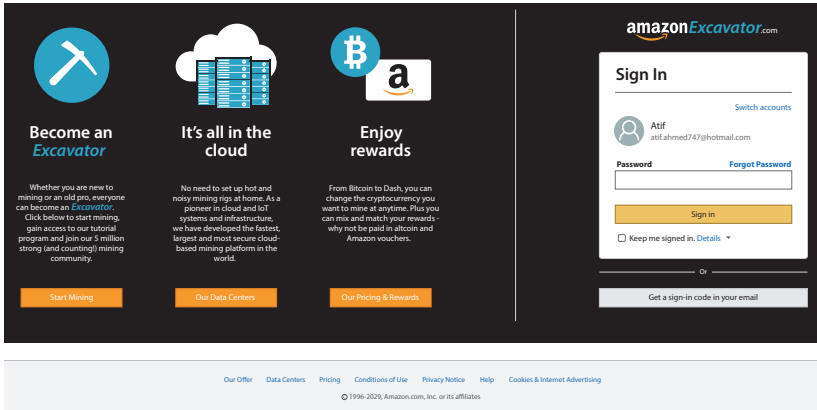 Become an
Excavator
Whether you are new to
mining or an old pro, everyone
can become an Excavator.
Click below to start mining,
gain access to our tutorial
program and join our 5 million
strong (and counting!) mining
community.
Start Mining
It's all in the
cloud
No need to set up hot and
noisy mining rigs at home. As a
pioneer in cloud and IoT
systems and infrastructure,
we have developed the fastest,
largest and most secure cloud-
based mining platform in the
world.
Our Data Centers
a
Enjoy
rewards
From Bitcoin to Dash, you can
change the cryptocurrency you
want to mine at anytime. Plus you
can mix and match your rewards -
why not be paid in altcoin and
Amazon vouchers.
Our Pricing & Rewards
amazonExcavator.com
Sign In
Switch accounts
Atif
atif.ahmed747@hotmail.com
Password Forgot Password
Sign in
Keep me signed in. Details
Or
Get a sign-in code in your email
Our Offer Data Centers Pricing Conditions of Use Privacy Notice Help Cookies & Internet Advertising
© 1996-2029, Amazon.com, Inc. or its affiliates